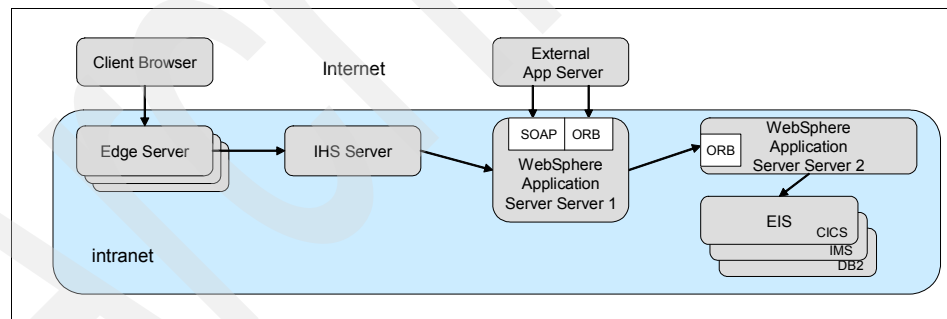 Client Browser
Internet
External
App Server
Edge Server
IHS Server
SOAP
ORB
WebSphere
Application
Server Server 1
ORB
WebSphere
Application
Server Server 2
EIS
CICS
IMS
DB2
intranet